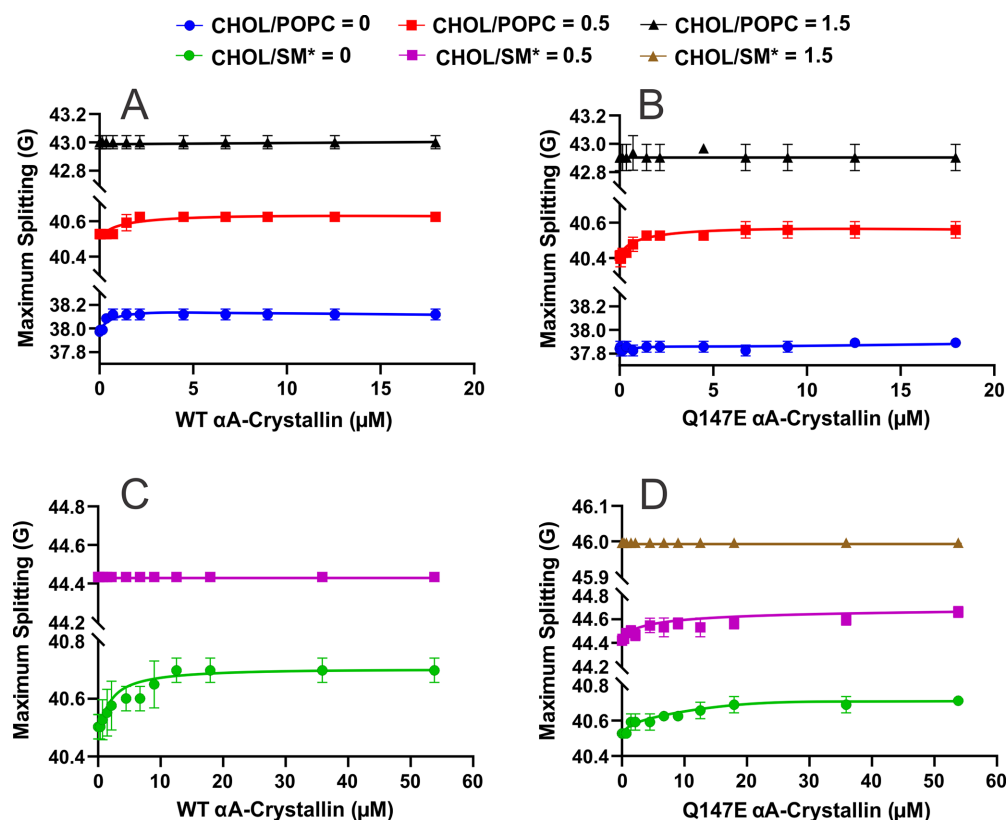 CHOL/POPC = 0 CHOL/POPC = 0.5 CHOL/POPC = 1.5
CHOL/SM* = 0 CHOL/SM* = 0.5 CHOL/SM* = 1.5
A
Maximum Splitting (G)
43.2
43.0
42.8
40.6
40.4
38.2
38.0
37.8
0 5 10 15 20
WT αA-Crystallin (µM)
B
Maximum Splitting (G)
43.2
43.0
42.8
40.6
40.4
38.2
38.0
37.8
0 5 10 15 20
Q147E αA-Crystallin (µM)
C
Maximum Splitting (G)
44.8
44.6
44.4
44.2
40.8
40.6
40.4
0 10 20 30 40 50 60
WT αA-Crystallin (µM)
D
Maximum Splitting (G)
46.1
46.0
45.9
44.8
44.6
44.4
44.2
40.8
40.6
40.4
0 10 20 30 40 50 60
Q147E αA-Crystallin (µM)